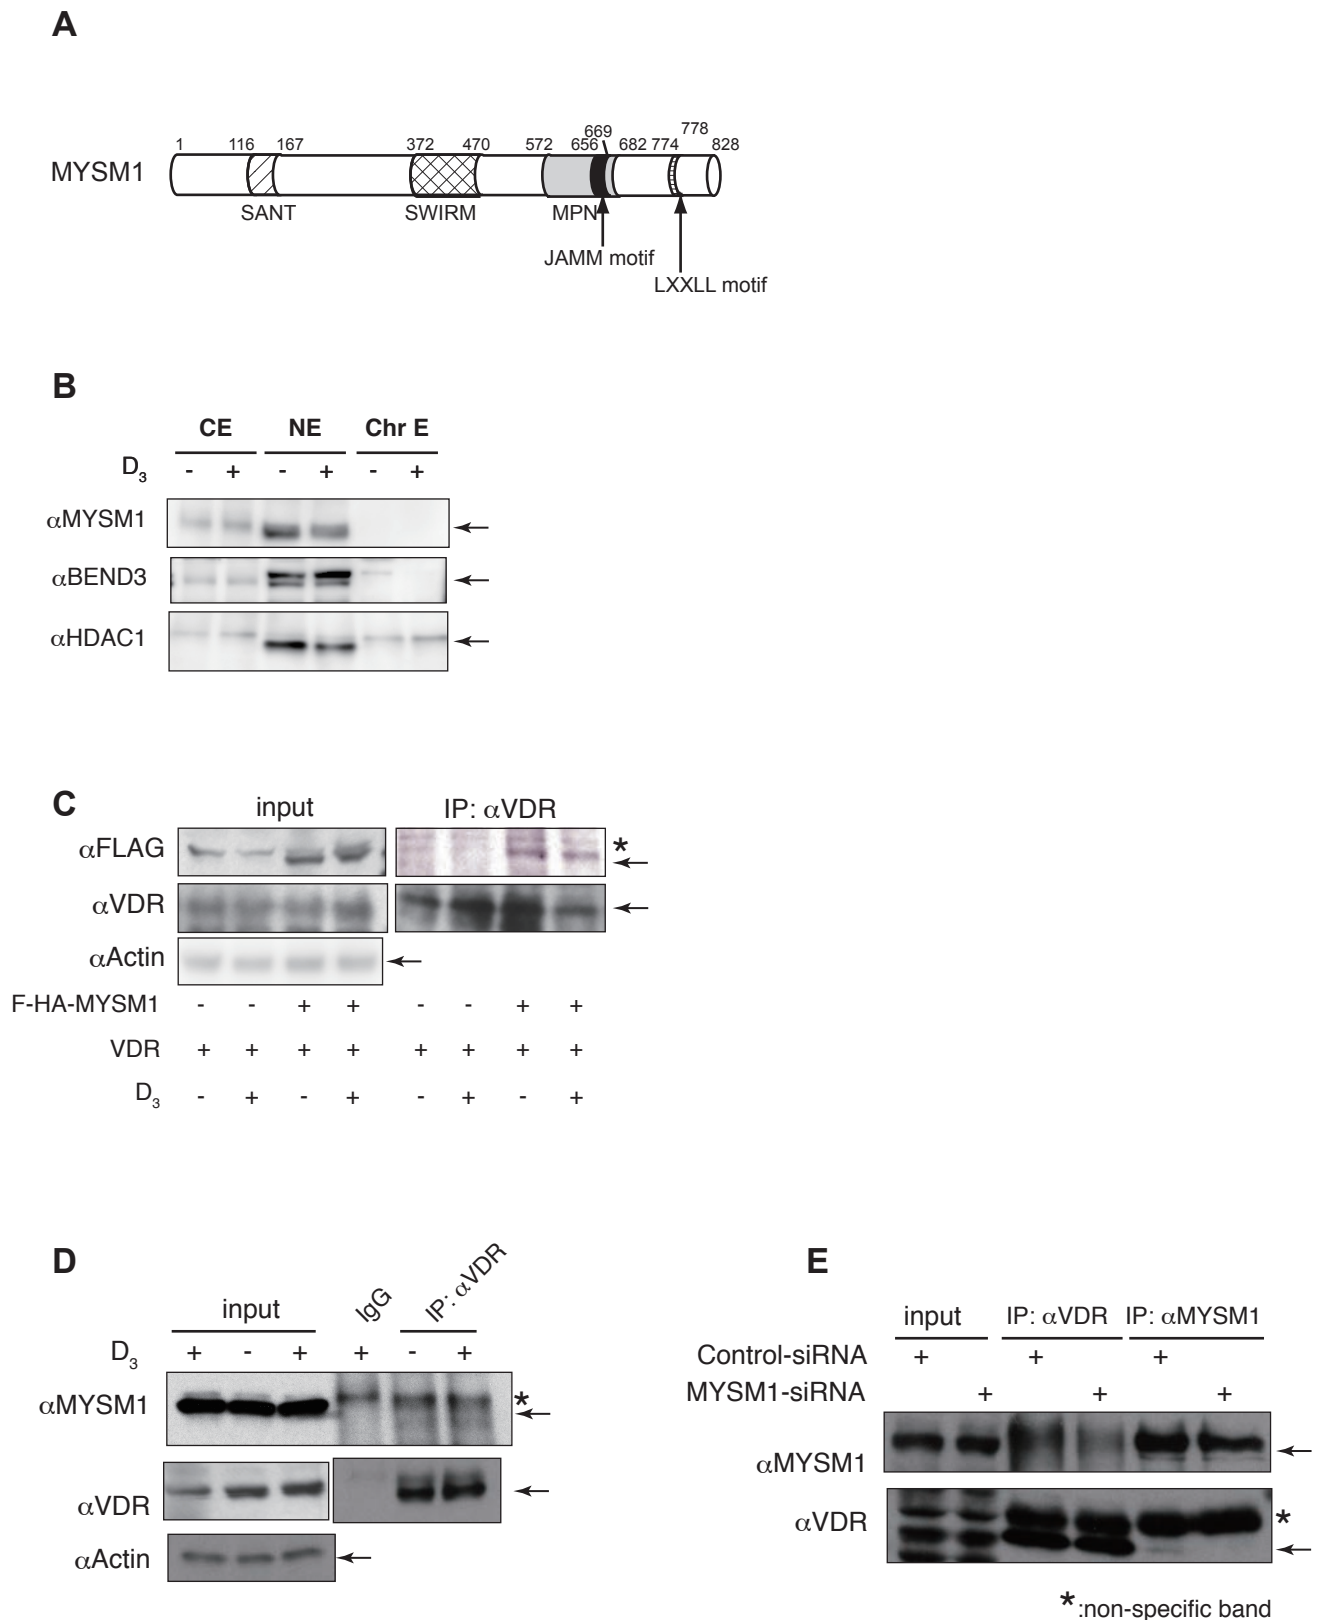 A
1 116 167 372 470 572 656 669 682 774 778 828
MYSM1
SANT SWIRM MPN
JAMM motif
LXXLL motif
B
CE NE Chr E
D3 - + - + - +
αMYSM1
αBEND3
αHDAC1
C
input IP: αVDR
αFLAG *
αVDR
αActin
F-HA-MYSM1 - - + + - - + +
VDR + + + + + + + +
D3 - + - + - + - +
D
input IgG IP: αVDR
D3 + - + + - +
αMYSM1 *
αVDR
αActin
E
input IP: αVDR IP: αMYSM1
Control-siRNA + + +
MYSM1-siRNA + + +
αMYSM1
αVDR *
*:non-specific band